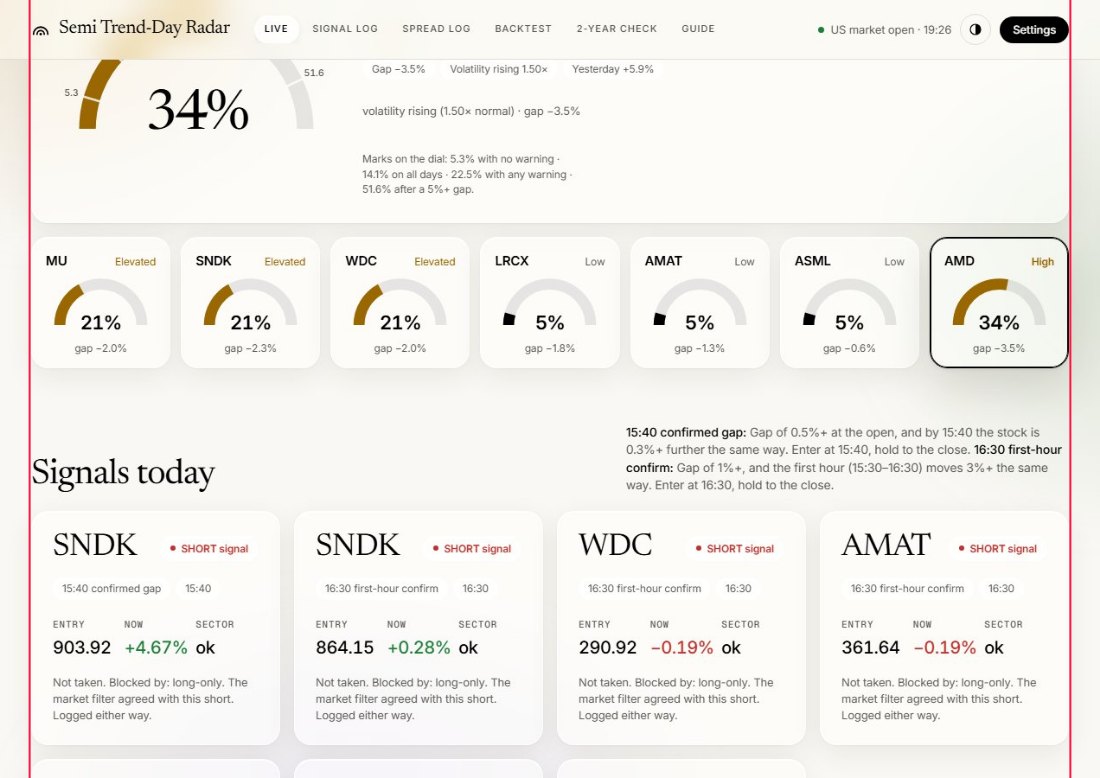 Semi Trend-Day Radar
LIVE
SIGNAL LOG
SPREAD LOG
BACKTEST
2-YEAR CHECK
GUIDE
US market open · 19:26
Settings
5.3
51.6
34%
Gap −3.5%
Volatility rising 1.50×
Yesterday +5.9%
volatility rising (1.50× normal) · gap −3.5%
Marks on the dial: 5.3% with no warning ·
14.1% on all days · 22.5% with any warning ·
51.6% after a 5%+ gap.
MU
Elevated
21%
gap −2.0%
SNDK
Elevated
21%
gap −2.3%
WDC
Elevated
21%
gap −2.0%
LRCX
Low
5%
gap −1.8%
AMAT
Low
5%
gap −1.3%
ASML
Low
5%
gap −0.6%
AMD
High
34%
gap −3.5%
Signals today
15:40 confirmed gap: Gap of 0.5%+ at the open, and by 15:40 the stock is
0.3%+ further the same way. Enter at 15:40, hold to the close. 16:30 first-hour
confirm: Gap of 1%+, and the first hour (15:30–16:30) moves 3%+ the same
way. Enter at 16:30, hold to the close.
SNDK
SHORT signal
15:40 confirmed gap
15:40
ENTRY NOW SECTOR
903.92 +4.67% ok
Not taken. Blocked by: long-only. The
market filter agreed with this short.
Logged either way.
SNDK
SHORT signal
16:30 first-hour confirm
16:30
ENTRY NOW SECTOR
864.15 +0.28% ok
Not taken. Blocked by: long-only. The
market filter agreed with this short.
Logged either way.
WDC
SHORT signal
16:30 first-hour confirm
16:30
ENTRY NOW SECTOR
290.92 −0.19% ok
Not taken. Blocked by: long-only. The
market filter agreed with this short.
Logged either way.
AMAT
SHORT signal
16:30 first-hour confirm
16:30
ENTRY NOW SECTOR
361.64 −0.19% ok
Not taken. Blocked by: long-only. The
market filter agreed with this short.
Logged either way.